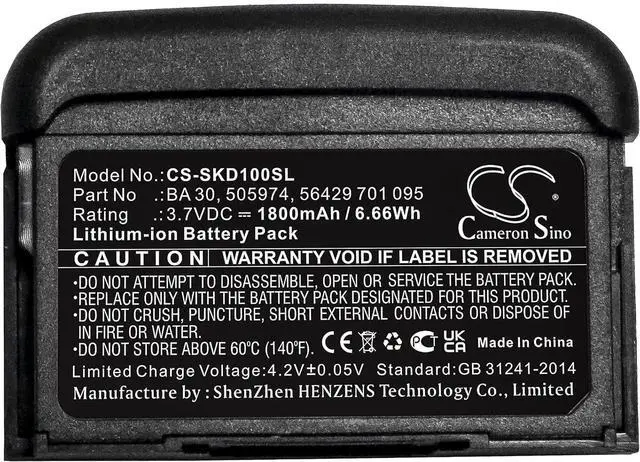 Model No.:CS-SKD100SL
Part No :BA 30, 505974, 56429 701 095
Rating :3.7VDC ⎓ 1800mAh / 6.66Wh
Lithium-ion Battery Pack
CS
Cameron Sino
CAUTION WARRANTY VOID IF LABEL IS REMOVED
•DO NOT ATTEMPT TO DISASSEMBLE, OPEN OR SERVICE THE BATTERY PACK.
•REPLACE WITH BATTERY PACK DESIGNATED FOR THIS PRODUCT.
•DO NOT CRUSH, PUNCTURE, SHORT EXTERNAL CONTACTS OR DISPOSE OF
IN FIRE OR WATER.
•DO NOT STORE ABOVE 60°C (140°F).
CE PCT UKCA Made In China
Limited Charge Voltage:4.2V±0.05V Standard:GB 31241-2014
Manufacture by : ShenZhen HENZENS Technology Co., Limited